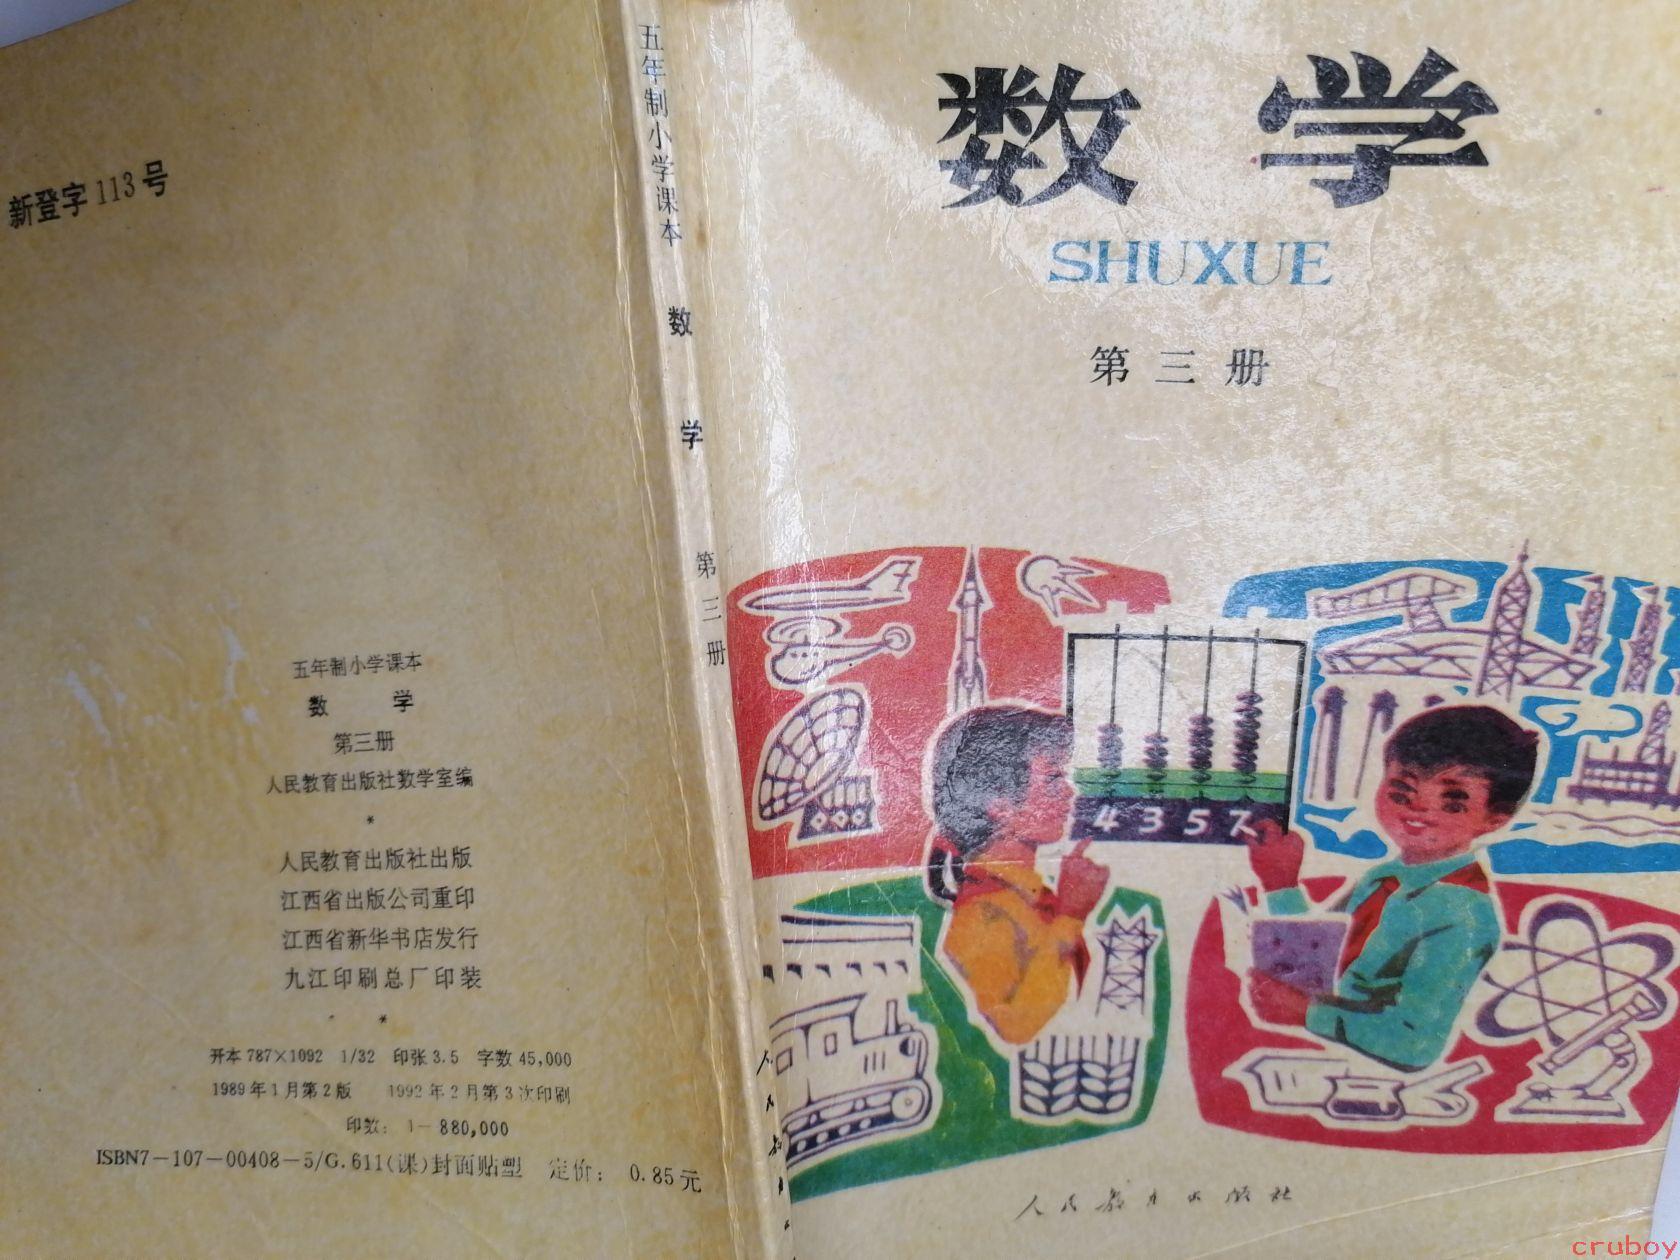 新登字113号
五年制小学课本
数 学
第三册
人民教育出版社数学室编
*
人民教育出版社出版
江西省出版公司重印
江西省新华书店发行
九江印刷总厂印装
*
开本 787×1092 1/32 印张 3.5 字数 45,000
1989年1月第2版 1992年2月第3次印刷
印数: 1—880,000
ISBN7-107-00408-5/G.611(课)封面贴塑 定价: 0.85元
五年制小学课本 数 学 第三册 人民教
数学
SHUXUE
第三册
4357
人民教育出版社
cruboy